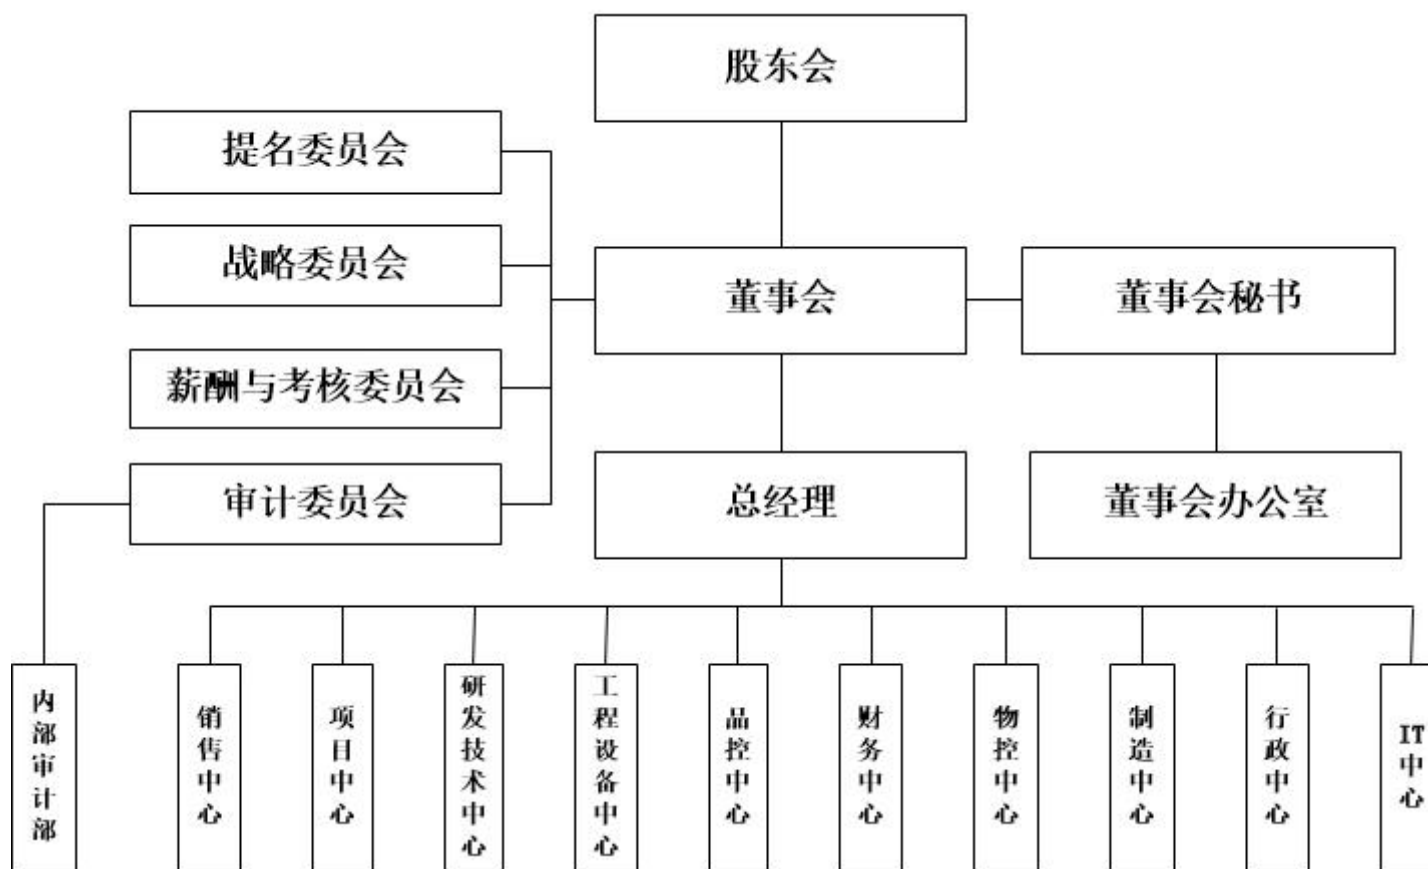 股东会
提名委员会
战略委员会
董事会
董事会秘书
薪酬与考核委员会
审计委员会
总经理
董事会办公室
内部审计部
销售中心
项目中心
研发技术中心
工程设备中心
品控中心
财务中心
物控中心
制造中心
行政中心
IT中心